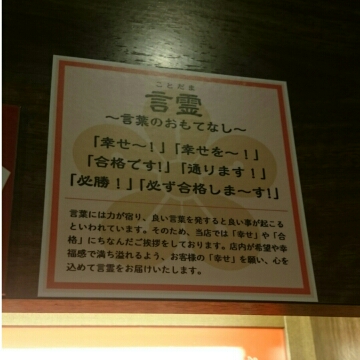 ことだま
言霊
～言葉のおもてなし～
「幸せ～！」「幸せを～！」
「合格です！」「通ります！」
「必勝！」「必ず合格しま～す！」
言葉には力が宿り、良い言葉を発すると良い事が起こる
といわれています。そのため、当店では「幸せ」や「合
格」にちなんだご挨拶をしております。店内が希望や幸
福感で満ち溢れるよう、お客様の「幸せ」を願い、心を
込めて言霊をお届けいたします。